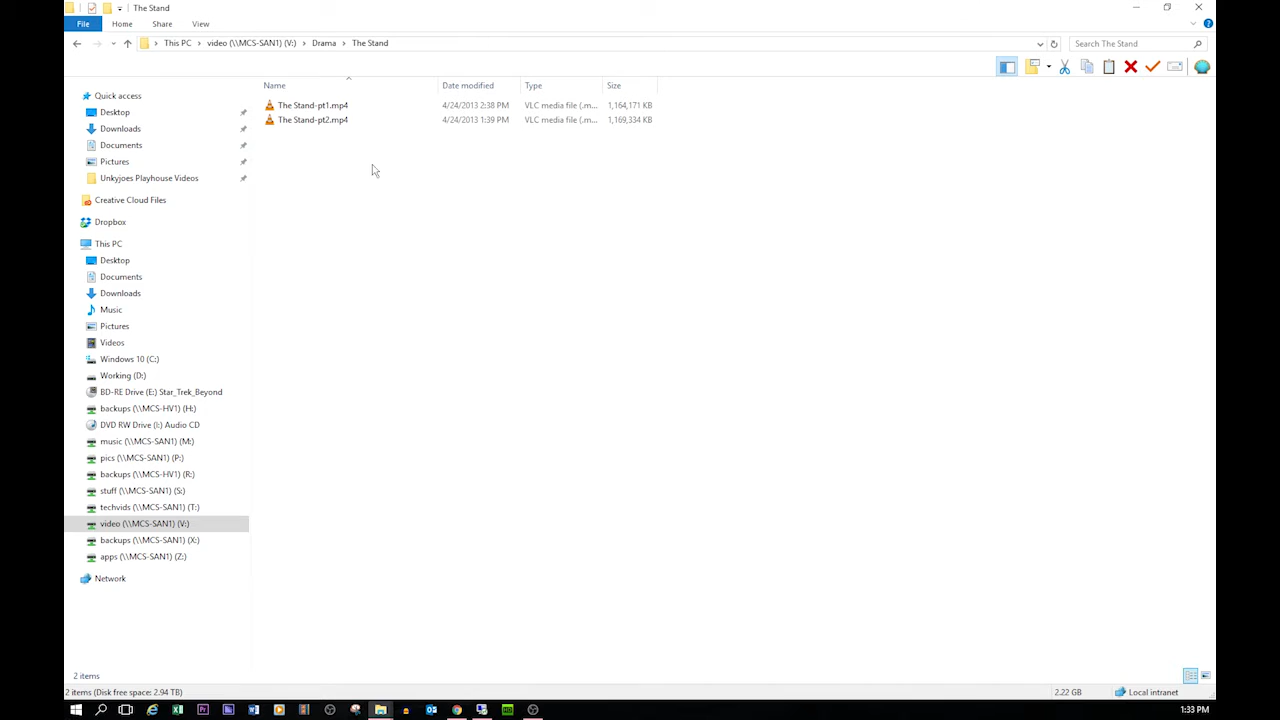 The Stand
File Home Share View
This PC video (\\MCS-SAN1) (V:) Drama The Stand
Search The Stand
Name Date modified Type Size
The Stand-pt1.mp4 4/24/2013 2:38 PM VLC media file (.m... 1,164,171 KB
The Stand-pt2.mp4 4/24/2013 1:39 PM VLC media file (.m... 1,169,334 KB
Quick access
Desktop
Downloads
Documents
Pictures
Unkyjoes Playhouse Videos
Creative Cloud Files
Dropbox
This PC
Desktop
Documents
Downloads
Music
Pictures
Videos
Windows 10 (C:)
Working (D:)
BD-RE Drive (E:) Star_Trek_Beyond
backups (\\MCS-HV1) (H:)
DVD RW Drive (I:) Audio CD
music (\\MCS-SAN1) (M:)
pics (\\MCS-SAN1) (P:)
backups (\\MCS-HV1) (R:)
stuff (\\MCS-SAN1) (S:)
techvids (\\MCS-SAN1) (T:)
video (\\MCS-SAN1) (V:)
backups (\\MCS-SAN1) (X:)
apps (\\MCS-SAN1) (Z:)
Network
2 items
2 items (Disk free space: 2.94 TB) 2.22 GB Local intranet
1:33 PM